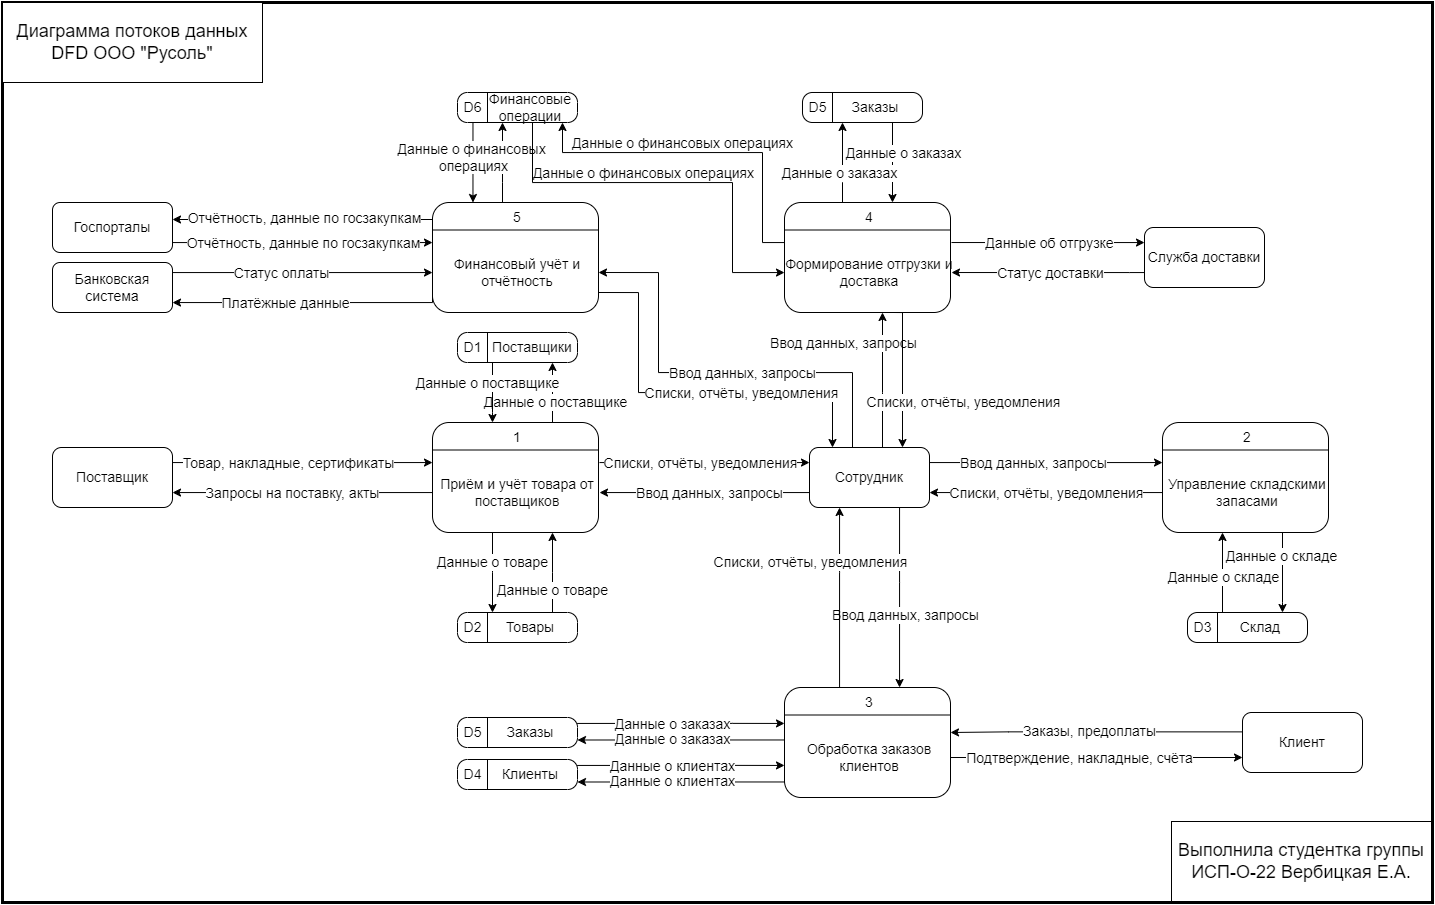 Диаграмма потоков данных
DFD ООО "Русоль"
D6
Финансовые
операции
D5
Заказы
Данные о финансовых
операциях
Данные о финансовых операциях
Данные о финансовых операциях
Данные о заказах
Данные о заказах
Госпорталы
Отчётность, данные по госзакупкам
Отчётность, данные по госзакупкам
Банковская
система
Статус оплаты
Платёжные данные
5
Финансовый учёт и
отчётность
4
Формирование отгрузки и
доставка
Данные об отгрузке
Статус доставки
Служба доставки
D1
Поставщики
Данные о поставщике
Данные о поставщике
Ввод данных, запросы
Списки, отчёты, уведомления
Ввод данных, запросы
Списки, отчёты, уведомления
Поставщик
Товар, накладные, сертификаты
Запросы на поставку, акты
1
Приём и учёт товара от
поставщиков
Списки, отчёты, уведомления
Ввод данных, запросы
Сотрудник
Ввод данных, запросы
Списки, отчёты, уведомления
2
Управление складскими
запасами
Данные о товаре
Данные о товаре
D2
Товары
Списки, отчёты, уведомления
Ввод данных, запросы
Данные о складе
Данные о складе
D3
Склад
D5
Заказы
Данные о заказах
Данные о заказах
D4
Клиенты
Данные о клиентах
Данные о клиентах
3
Обработка заказов
клиентов
Заказы, предоплаты
Подтверждение, накладные, счёта
Клиент
Выполнила студентка группы
ИСП-О-22 Вербицкая Е.А.